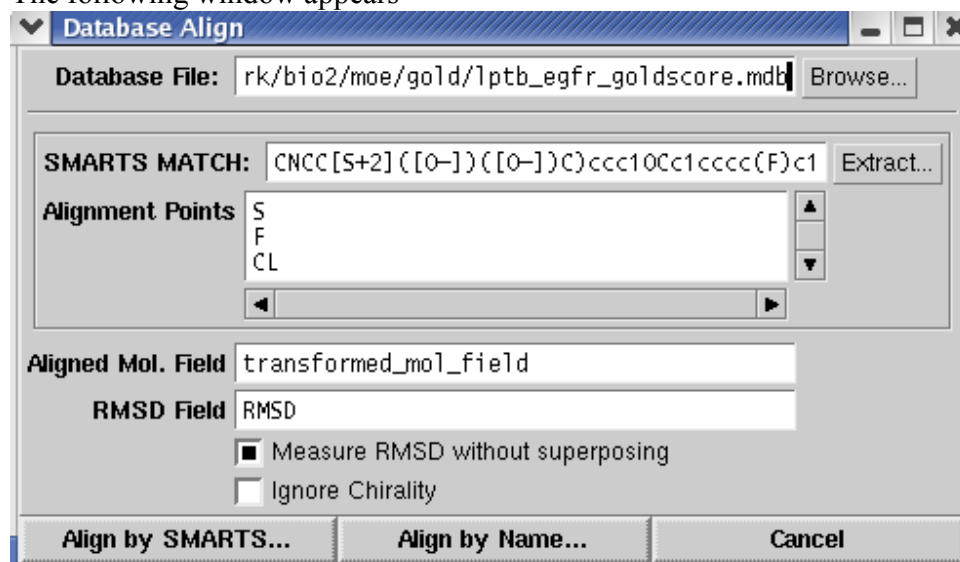 The following window appears
Database Align
Database File: rk/bio2/moe/gold/lptb_egfr_goldscore.mdb Browse...
SMARTS MATCH: CNCC[S+2]([O-])([O-])C)ccc1OCc1cccc(F)c1 Extract...
Alignment Points S
F
CL
Aligned Mol. Field transformed_mol_field
RMSD Field RMSD
Measure RMSD without superposing
Ignore Chirality
Align by SMARTS... Align by Name... Cancel